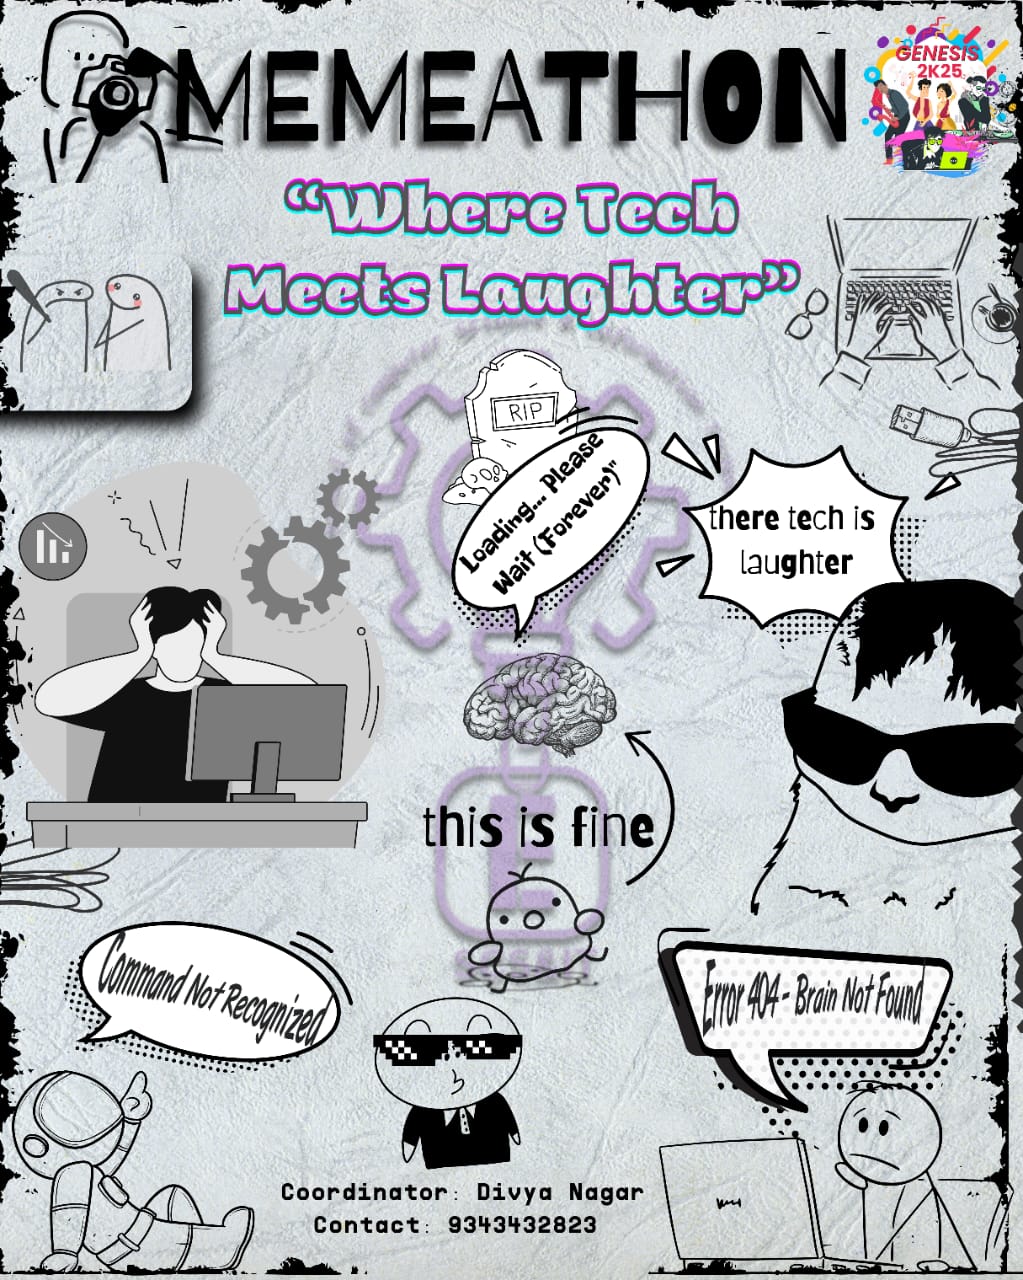 MEMEATHON
GENESIS
2K25
“Where Tech
Meets Laughter”
RIP
Loading... Please
Wait (Forever)"
there tech is
laughter
this is fine
Command Not Recognized
Error 404 - Brain Not Found
Coordinator: Divya Nagar
Contact: 9343432823